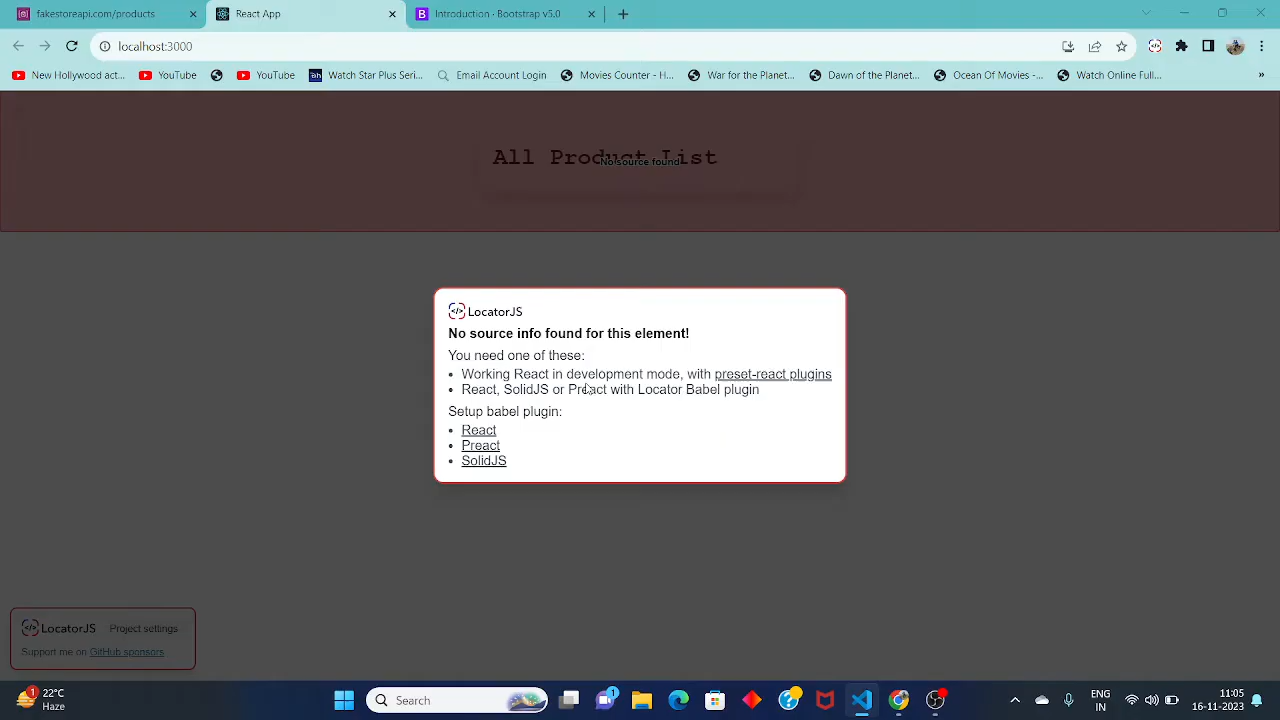 fakestoreapi.com/products
React App
Introduction · Bootstrap v5.0
localhost:3000
New Hollywood act...
YouTube
YouTube
Watch Star Plus Seri...
Email Account Login
Movies Counter - H...
War for the Planet...
Dawn of the Planet...
Ocean Of Movies -...
Watch Online Full...
»
All Product List
No source found
LocatorJS
No source info found for this element!
You need one of these:
• Working React in development mode, with preset-react plugins
• React, SolidJS or Preact with Locator Babel plugin
Setup babel plugin:
• React
• Preact
• SolidJS
LocatorJS Project settings
Support me on GitHub sponsors
1
22°C
Haze
Search
1
IN
11:05
16-11-2023